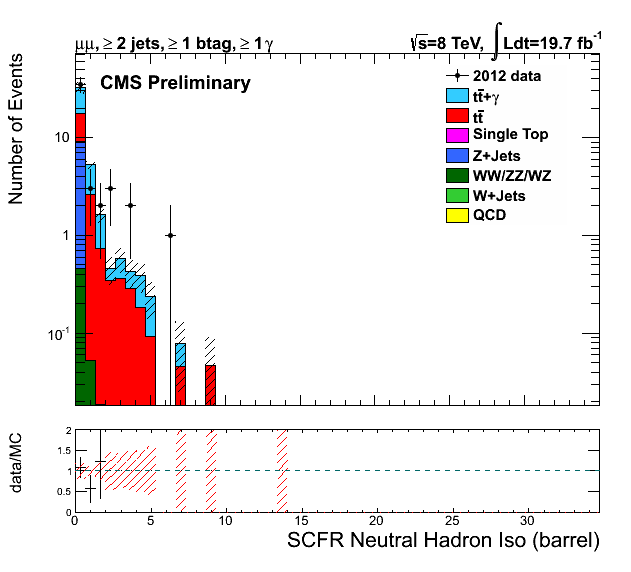 μμ, ≥ 2 jets, ≥ 1 btag, ≥ 1 γ
√s=8 TeV, ∫Ldt=19.7 fb⁻¹
CMS Preliminary
2012 data
tt̄+γ
tt̄
Single Top
Z+Jets
WW/ZZ/WZ
W+Jets
QCD
Number of Events
10
1
10⁻¹
data/MC
2
1.5
1
0.5
0
0 5 10 15 20 25 30
SCFR Neutral Hadron Iso (barrel)